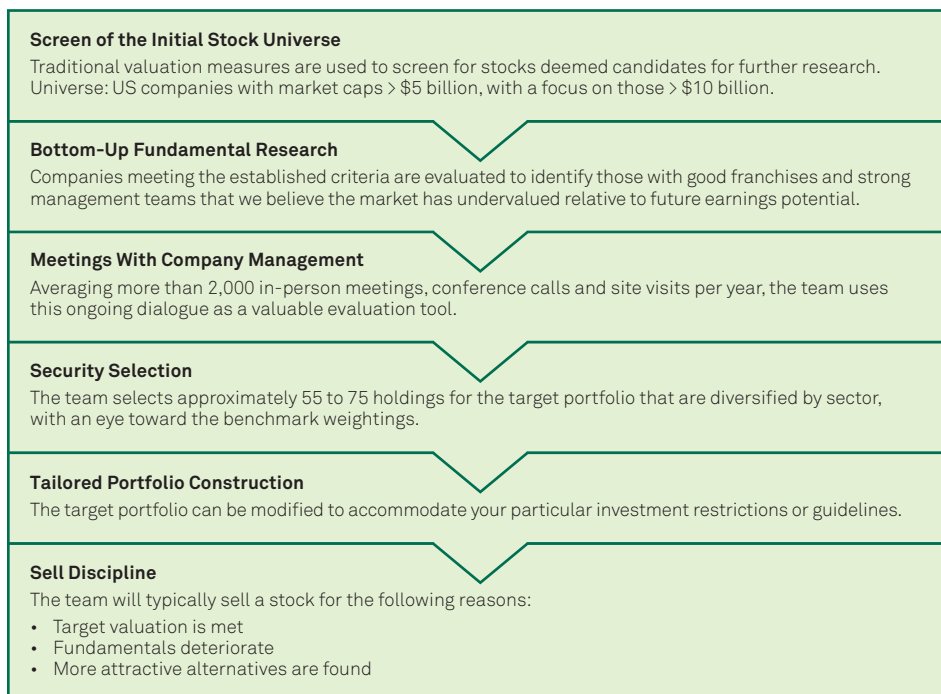 Screen of the Initial Stock Universe
Traditional valuation measures are used to screen for stocks deemed candidates for further research.
Universe: US companies with market caps > $5 billion, with a focus on those > $10 billion.
Bottom-Up Fundamental Research
Companies meeting the established criteria are evaluated to identify those with good franchises and strong
management teams that we believe the market has undervalued relative to future earnings potential.
Meetings With Company Management
Averaging more than 2,000 in-person meetings, conference calls and site visits per year, the team uses
this ongoing dialogue as a valuable evaluation tool.
Security Selection
The team selects approximately 55 to 75 holdings for the target portfolio that are diversified by sector,
with an eye toward the benchmark weightings.
Tailored Portfolio Construction
The target portfolio can be modified to accommodate your particular investment restrictions or guidelines.
Sell Discipline
The team will typically sell a stock for the following reasons:
• Target valuation is met
• Fundamentals deteriorate
• More attractive alternatives are found